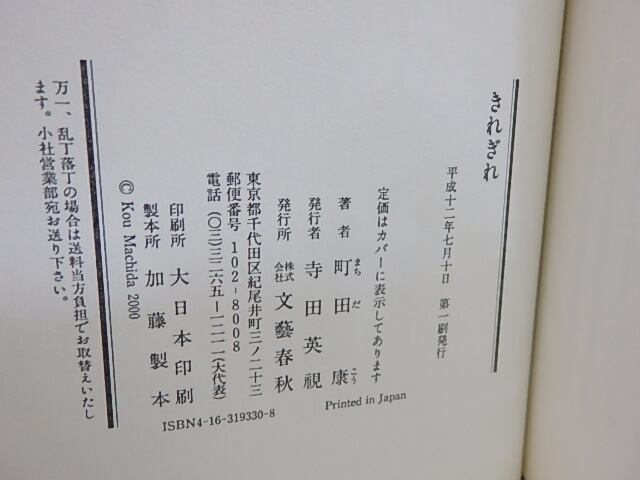 きれぎれ
平成十二年七月十日　第一刷発行
定価はカバーに表示してあります
著者　町田　康
まちだ　こう
発行者　寺田英視
発行所　株式会社　文藝春秋
東京都千代田区紀尾井町三ノ二十三
郵便番号　102-8008
電話（〇三）三二六五―一二一一（大代表）
印刷所　大日本印刷
製本所　加藤製本
© Kou Machida 2000
万一、乱丁落丁の場合は送料当方負担でお取替えいたし
ます。小社営業部宛お送り下さい。
ISBN4-16-319330-8
Printed in Japan